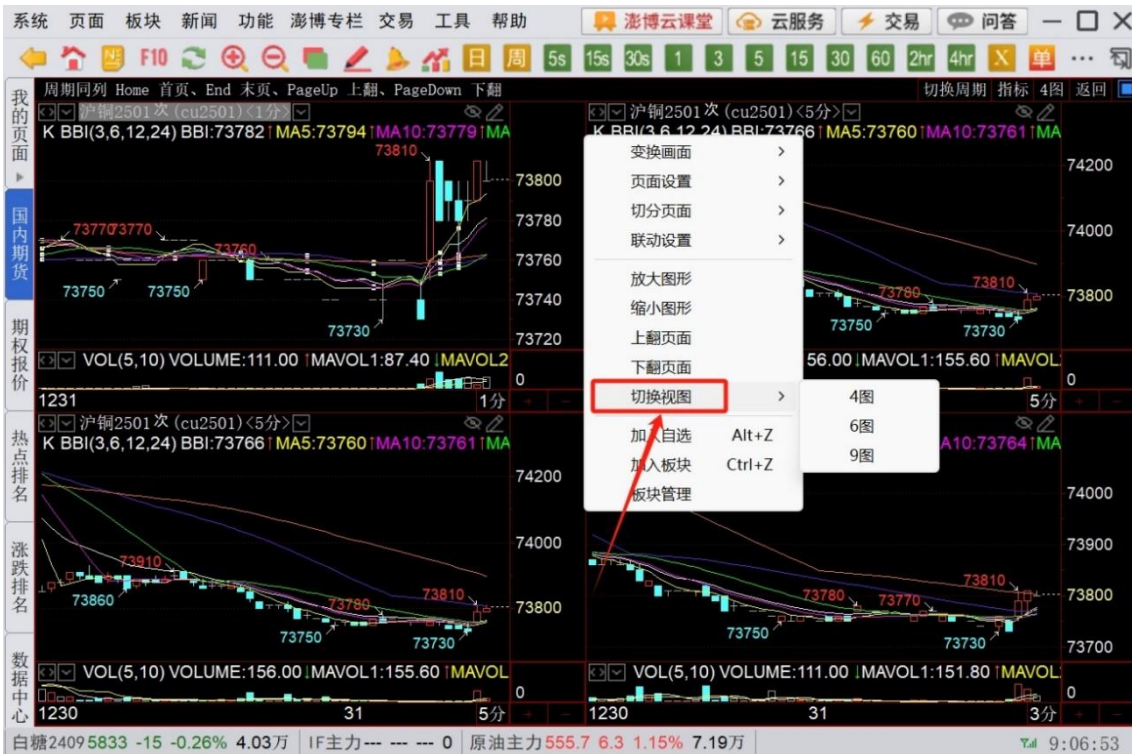 系统 页面 板块 新闻 功能 澎博专栏 交易 工具 帮助 澎博云课堂 云服务 交易 问答
F10 日 周 5s 15s 30s 1 3 5 15 30 60 2hr 4hr X 单
我的页面
国内期货
期权报价
热点排名
涨跌排名
数据中心
周期同列 Home 首页、End 末页、PageUp 上翻、PageDown 下翻 切换周期 指标 4图 返回
沪铜2501次(cu2501)<1分>
K BBI(3,6,12,24) BBI:73782↑MA5:73794↑MA10:73779↑MA
73810
73770
73770
73760
73750
73750
73730
73800
73780
73760
73740
73720
VOL(5,10) VOLUME:111.00 ↑MAVOL1:87.40 ↓MAVOL2
0
1231 1分
沪铜2501次(cu2501)<5分>
K BBI(3,6,12,24) BBI:73766↑MA5:73760↑MA10:73761↑MA
74200
74000
73800
73810
73780
73750
73730
56.00↓MAVOL1:155.60 ↑MAVOL
0
5分
变换画面
页面设置
切分页面
联动设置
放大图形
缩小图形
上翻页面
下翻页面
切换视图
加入自选 Alt+Z
加入板块 Ctrl+Z
板块管理
4图
6图
9图
沪铜2501次(cu2501)<5分>
K BBI(3,6,12,24) BBI:73766↑MA5:73760↑MA10:73761↑MA
74200
74000
73800
73910
73860
73780
73810
73750
73730
VOL(5,10) VOLUME:156.00↓MAVOL1:155.60 ↑MAVOL
0
1230 31 5分
A10:73764↑MA
74000
73900
73800
73700
73810
73780
73770
73750
73730
VOL(5,10) VOLUME:111.00 ↓MAVOL1:151.80 ↑MAVOL
0
1230 31 3分
白糖2409 5833 -15 -0.26% 4.03万 IF主力--- --- --- 0 原油主力555.7 6.3 1.15% 7.19万 9:06:53